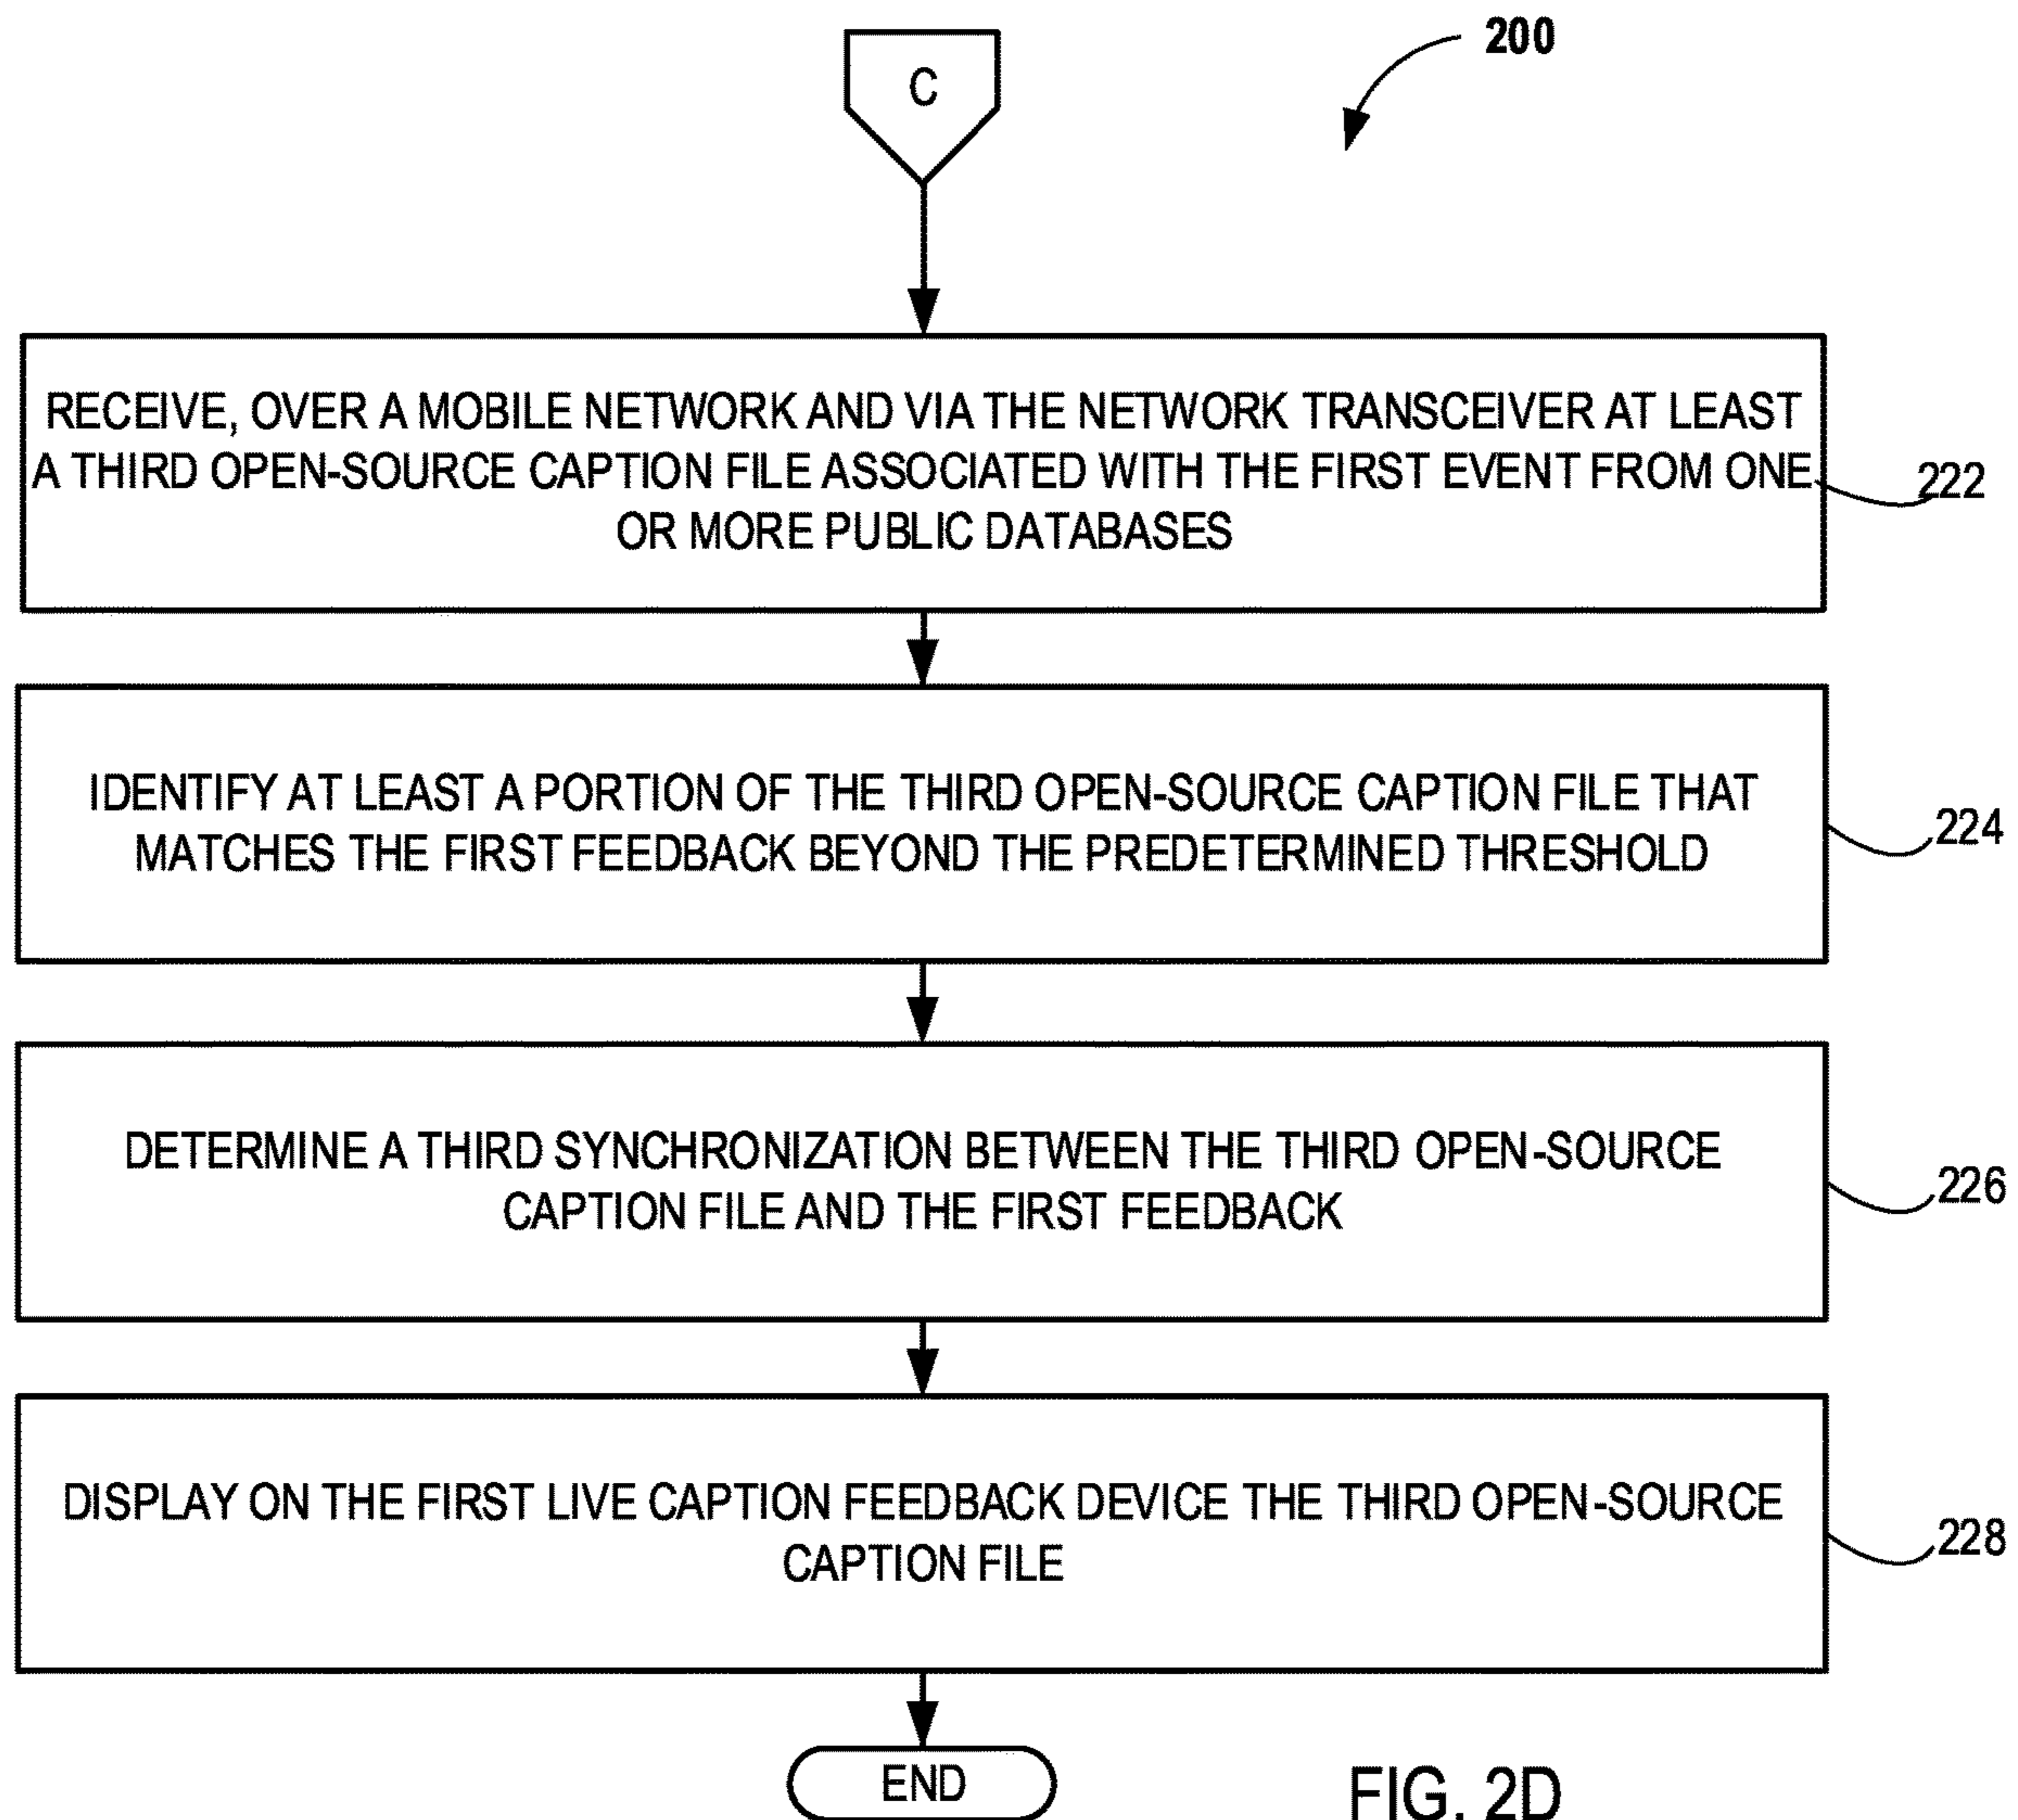 200
C
RECEIVE, OVER A MOBILE NETWORK AND VIA THE NETWORK TRANSCEIVER AT LEAST
A THIRD OPEN-SOURCE CAPTION FILE ASSOCIATED WITH THE FIRST EVENT FROM ONE
OR MORE PUBLIC DATABASES
222
IDENTIFY AT LEAST A PORTION OF THE THIRD OPEN-SOURCE CAPTION FILE THAT
MATCHES THE FIRST FEEDBACK BEYOND THE PREDETERMINED THRESHOLD
224
DETERMINE A THIRD SYNCHRONIZATION BETWEEN THE THIRD OPEN-SOURCE
CAPTION FILE AND THE FIRST FEEDBACK
226
DISPLAY ON THE FIRST LIVE CAPTION FEEDBACK DEVICE THE THIRD OPEN-SOURCE
CAPTION FILE
228
END
FIG. 2D